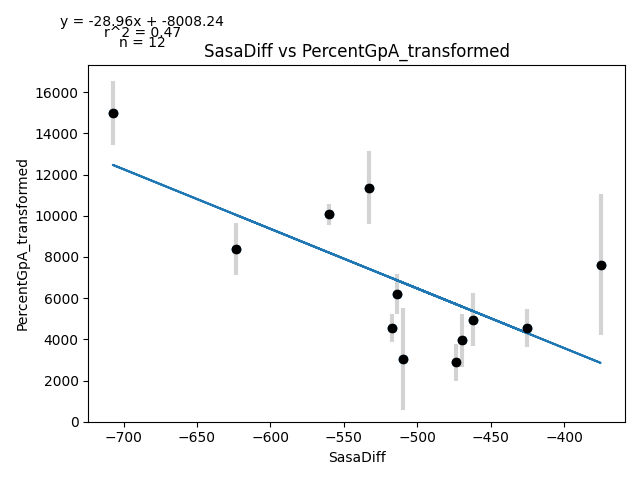 y = -28.96x + -8008.24
r^2 = 0.47
n = 12
SasaDiff vs PercentGpA_transformed
PercentGpA_transformed
16000
14000
12000
10000
8000
6000
4000
2000
0
−700
−650
−600
−550
−500
−450
−400
SasaDiff